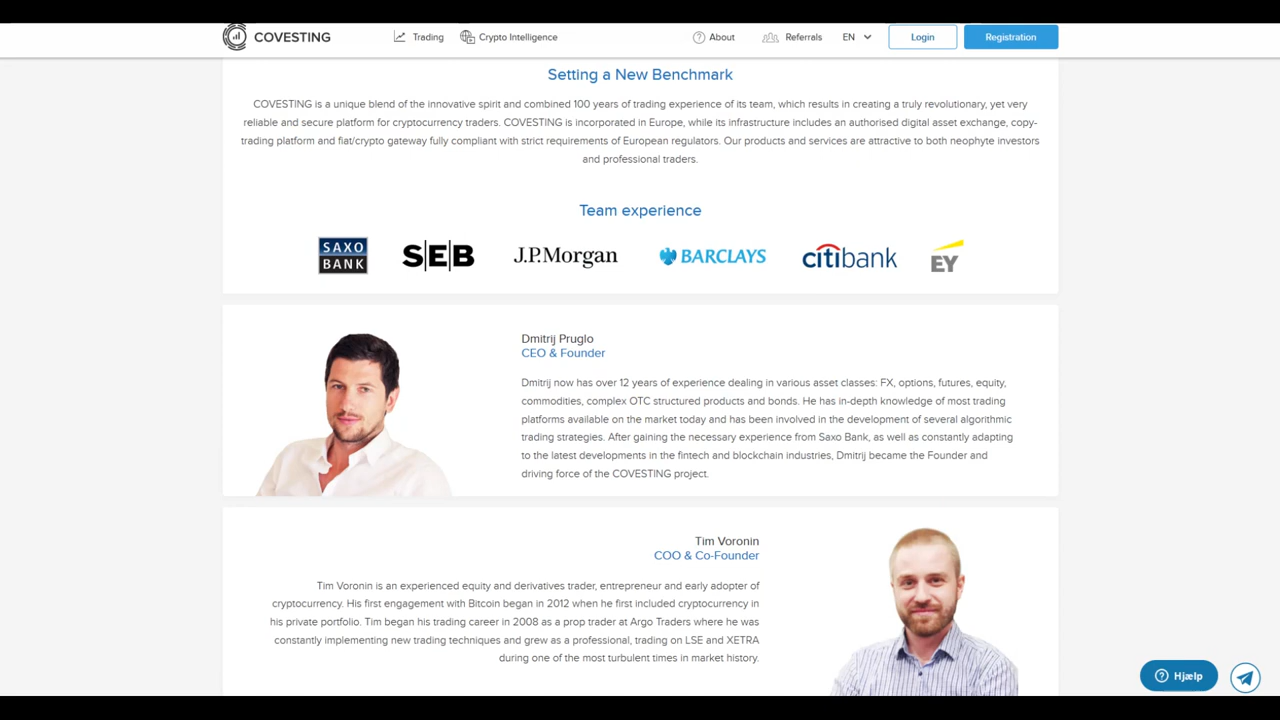 COVESTING
Trading
Crypto Intelligence
About
Referrals
EN
Login
Registration
Setting a New Benchmark
COVESTING is a unique blend of the innovative spirit and combined 100 years of trading experience of its team, which results in creating a truly revolutionary, yet very
reliable and secure platform for cryptocurrency traders. COVESTING is incorporated in Europe, while its infrastructure includes an authorised digital asset exchange, copy-
trading platform and fiat/crypto gateway fully compliant with strict requirements of European regulators. Our products and services are attractive to both neophyte investors
and professional traders.
Team experience
SAXO
BANK
S|E|B
J.P.Morgan
BARCLAYS
citibank
EY
Dmitrij Pruglo
CEO & Founder
Dmitrij now has over 12 years of experience dealing in various asset classes: FX, options, futures, equity,
commodities, complex OTC structured products and bonds. He has in-depth knowledge of most trading
platforms available on the market today and has been involved in the development of several algorithmic
trading strategies. After gaining the necessary experience from Saxo Bank, as well as constantly adapting
to the latest developments in the fintech and blockchain industries, Dmitrij became the Founder and
driving force of the COVESTING project.
Tim Voronin
COO & Co-Founder
Tim Voronin is an experienced equity and derivatives trader, entrepreneur and early adopter of
cryptocurrency. His first engagement with Bitcoin began in 2012 when he first included cryptocurrency in
his private portfolio. Tim began his trading career in 2008 as a prop trader at Argo Traders where he was
constantly implementing new trading techniques and grew as a professional, trading on LSE and XETRA
during one of the most turbulent times in market history.
Hjælp